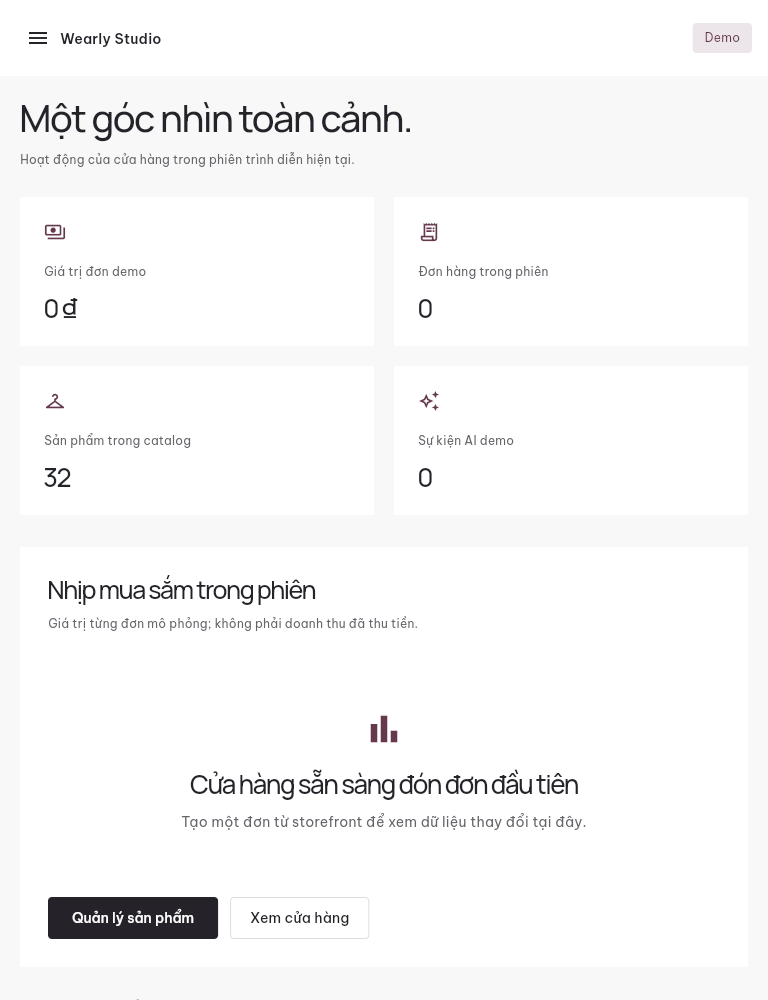 Wearly Studio
Demo
Một góc nhìn toàn cảnh.
Hoạt động của cửa hàng trong phiên trình diễn hiện tại.
Giá trị đơn demo
0 ₫
Đơn hàng trong phiên
0
Sản phẩm trong catalog
32
Sự kiện AI demo
0
Nhịp mua sắm trong phiên
Giá trị từng đơn mô phỏng; không phải doanh thu đã thu tiền.
Cửa hàng sẵn sàng đón đơn đầu tiên
Tạo một đơn từ storefront để xem dữ liệu thay đổi tại đây.
Quản lý sản phẩm
Xem cửa hàng